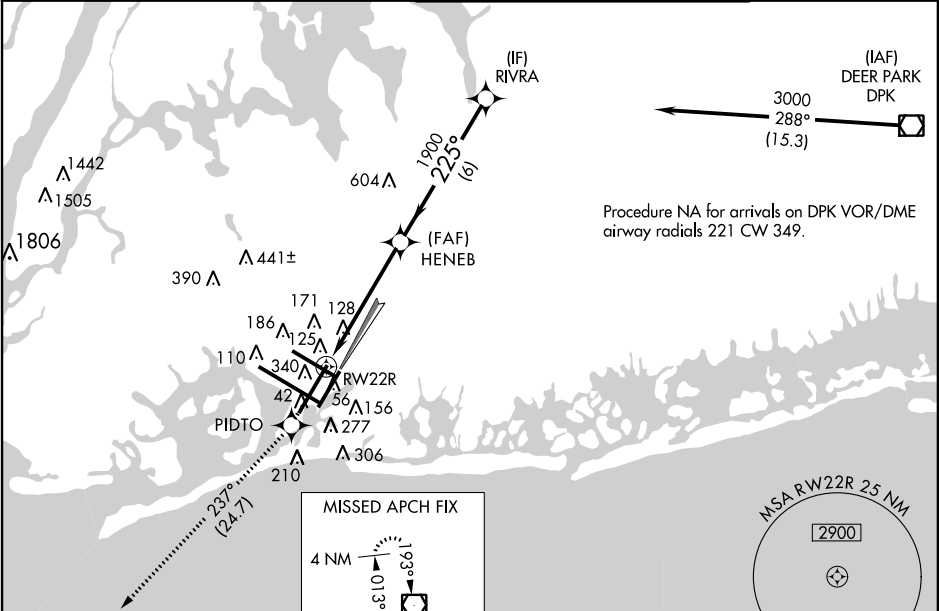 (IF)
RIVRA
(IAF)
DEER PARK
DPK
3000
288°
(15.3)
1900
225°
(6)
1442
1505
1806
604
Procedure NA for arrivals on DPK VOR/DME
airway radials 221 CW 349.
(FAF)
HENEB
441±
390
171
128
186
125
110
340
RW22R
42
56
156
PIDTO
277
306
210
237°
(24.7)
MISSED APCH FIX
4 NM
193°
013°
MSA RW22R 25 NM
2900